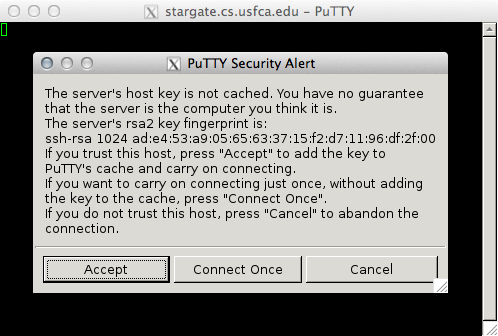 stargate.cs.usfca.edu – PuTTY
PuTTY Security Alert
The server's host key is not cached. You have no guarantee
that the server is the computer you think it is.
The server's rsa2 key fingerprint is:
ssh-rsa 1024 ad:e4:53:a9:05:65:63:37:15:f2:d7:11:96:df:2f:00
If you trust this host, press "Accept" to add the key to
PuTTY's cache and carry on connecting.
If you want to carry on connecting just once, without adding
the key to the cache, press "Connect Once".
If you do not trust this host, press "Cancel" to abandon the
connection.
Accept
Connect Once
Cancel